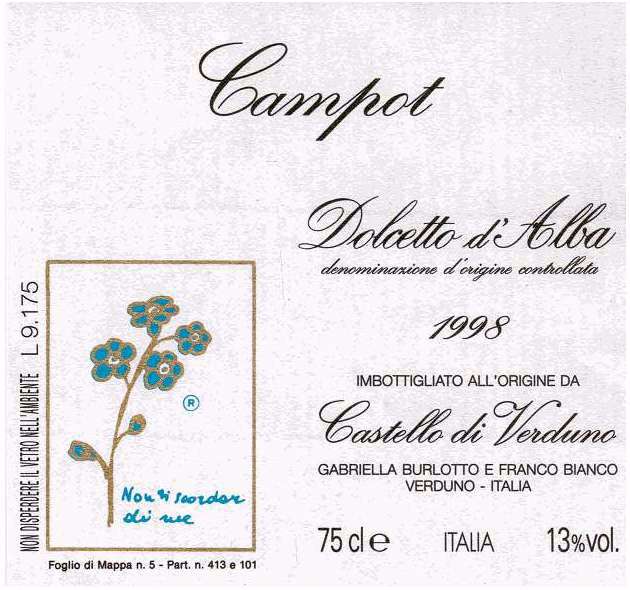 Campot
Dolcetto d'Alba
denominazione d'origine controllata
1998
IMBOTTIGLIATO ALL'ORIGINE DA
Castello di Verduno
GABRIELLA BURLOTTO E FRANCO BIANCO
VERDUNO - ITALIA
75 cl e ITALIA 13%vol.
NON DISPERDERE IL VETRO NELL'AMBIENTE L 9.175
®
Non ti scordar
di me
Foglio di Mappa n. 5 - Part. n. 413 e 101